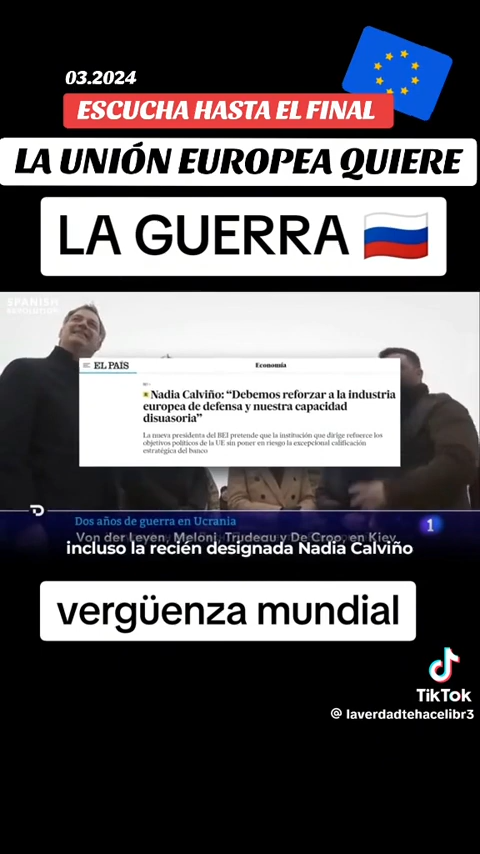 03.2024
ESCUCHA HASTA EL FINAL
LA UNIÓN EUROPEA QUIERE
LA GUERRA
SPANISH
REVOLUTION
EL PAÍS
Economía
Nadia Calviño: “Debemos reforzar a la industria
europea de defensa y nuestra capacidad
disuasoria”
La nueva presidenta del BEI pretende que la institución que dirige refuerce los
objetivos políticos de la UE sin poner en riesgo la excepcional calificación
estratégica del banco
Dos años de guerra en Ucrania
1
Von der Leyen, Meloni, Trudeau y De Croo, en Kiev
incluso la recién designada Nadia Calviño
vergüenza mundial
TikTok
@ laverdadtehacelibr3